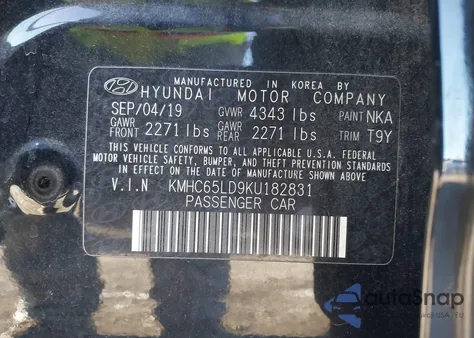 MANUFACTURED IN KOREA BY
HYUNDAI MOTOR COMPANY
SEP/04/19 GVWR 4343 lbs PAINT NKA
GAWR FRONT 2271 lbs GAWR REAR 2271 lbs TRIM T9Y
THIS VEHICLE CONFORMS TO ALL APPLICABLE U.S.A. FEDERAL
MOTOR VEHICLE SAFETY, BUMPER, AND THEFT PREVENTION STANDARDS
IN EFFECT ON THE DATE OF MANUFACTURE SHOWN ABOVE.
V.I.N KMHC65LD9KU182831
PASSENGER CAR
autoSnap